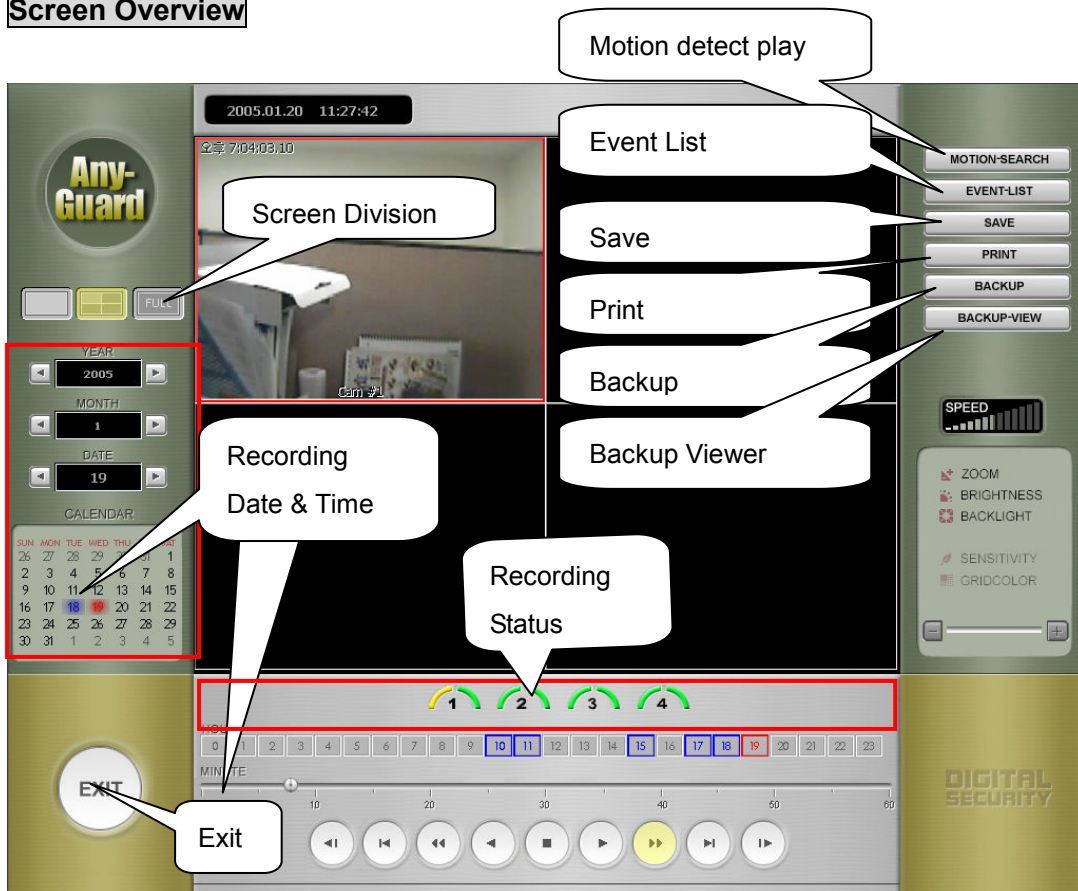 Screen Overview
Motion detect play
2005.01.20 11:27:42
오후 7:04:03.10
Any-
Guard
Screen Division
Event List
Save
Print
Backup
Backup Viewer
MOTION-SEARCH
EVENT-LIST
SAVE
PRINT
BACKUP
BACKUP-VIEW
FULL
Cam #1
YEAR
2005
MONTH
1
DATE
19
CALENDAR
SUN MON TUE WED THU
26 27 28 29 1
2 3 4 5 6 7 8
9 10 11 12 13 14 15
16 17 18 19 20 21 22
23 24 25 26 27 28 29
30 31 1 2 3 4 5
Recording
Date & Time
Recording
Status
SPEED
ZOOM
BRIGHTNESS
BACKLIGHT
SENSITIVITY
GRIDCOLOR
1 2 3 4
0 1 2 3 4 5 6 7 8 9 10 11 12 13 14 15 16 17 18 19 20 21 22 23
MINUTE
10 20 30 40 50 60
EXIT
Exit
DIGITAL
SECURITY